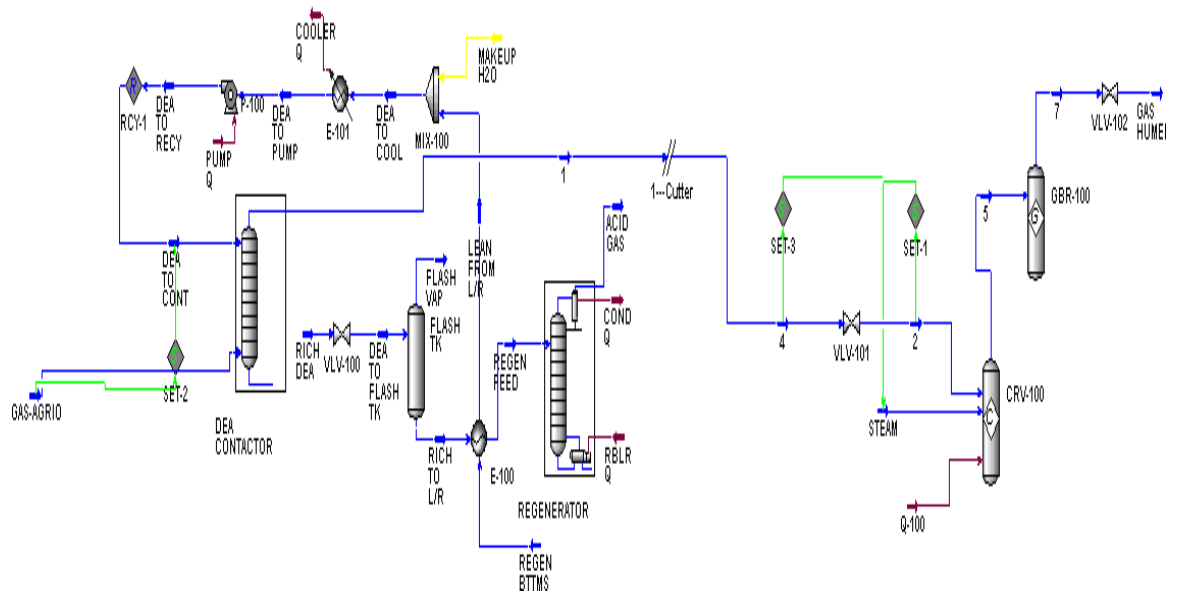 COOLER
Q
MAKEUP
H2O
RCY-1
DEA
TO
RECY
P-100
PUMP
Q
DEA
TO
PUMP
E-101
DEA
TO
COOL
MIX-100
1
1---Cutter
7
VLV-102
GAS
HUMEI
GBR-100
G
5
SET-3
SET-1
4
VLV-101
2
CRV-100
C
STEAM
Q-100
DEA
TO
CONT
SET-2
GAS-AGRIO
DEA
CONTACTOR
RICH
DEA
VLV-100
DEA
TO
FLASH
TK
FLASH
VAP
FLASH
TK
RICH
TO
L/R
LEAN
FROM
L/R
E-100
REGEN
FEED
ACID
GAS
COND
Q
RBLR
Q
REGENERATOR
REGEN
BTTMS